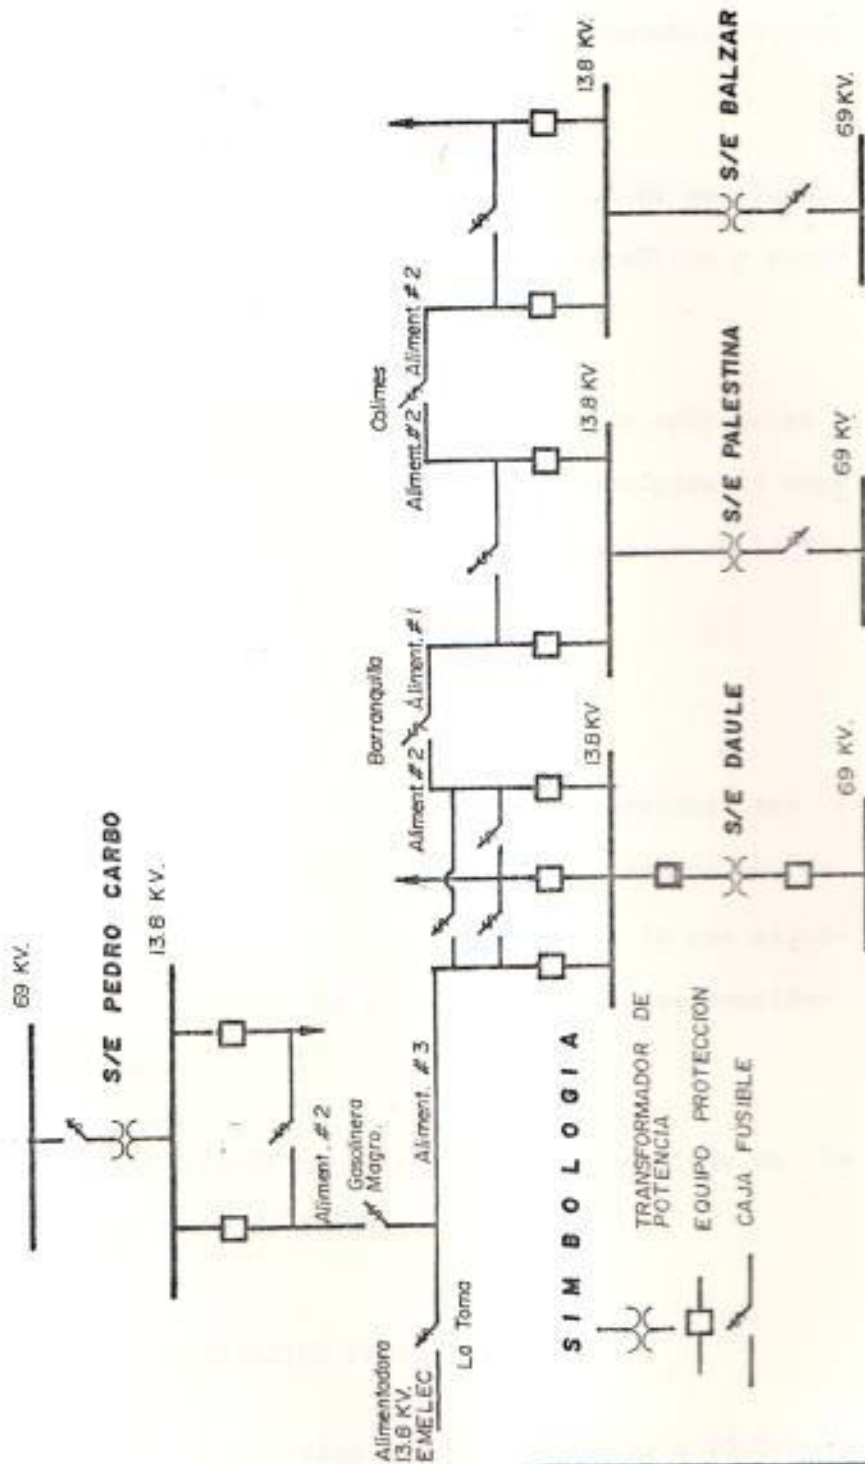 69 KV.
S/E PEDRO CARBO
13.8 KV.
Aliment. #2
Gasolinera
Magro.
Alimentadora
13.8 KV.
EMELEC
La Toma
Aliment. # 3
Barranquilla
Aliment. #2
Aliment. #1
Colimes
Aliment. #2
Aliment. #2
13.8 KV
13.8 KV
13.8 KV.
S/E DAULE
S/E PALESTINA
S/E BALZAR
69 KV
69 KV
69 KV.
SIMBOLOGIA
TRANSFORMADOR DE
POTENCIA
EQUIPO PROTECCION
CAJA FUSIBLE